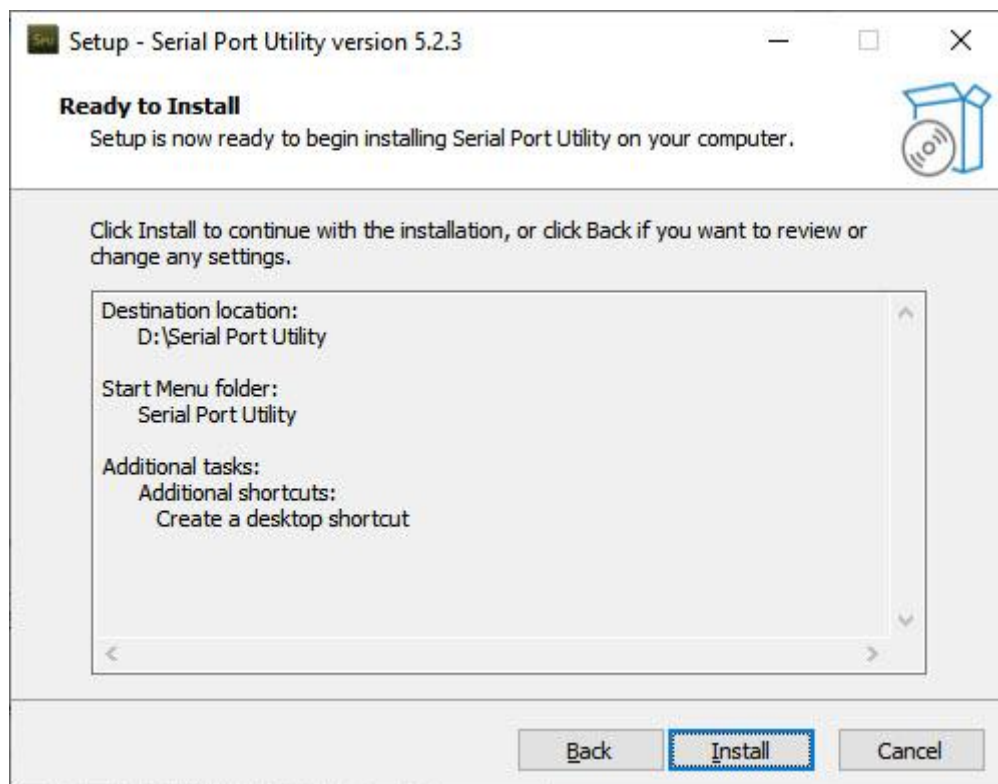 Setup - Serial Port Utility version 5.2.3
Ready to Install
Setup is now ready to begin installing Serial Port Utility on your computer.
Click Install to continue with the installation, or click Back if you want to review or
change any settings.
Destination location:
D:\Serial Port Utility
Start Menu folder:
Serial Port Utility
Additional tasks:
Additional shortcuts:
Create a desktop shortcut
Back Install Cancel